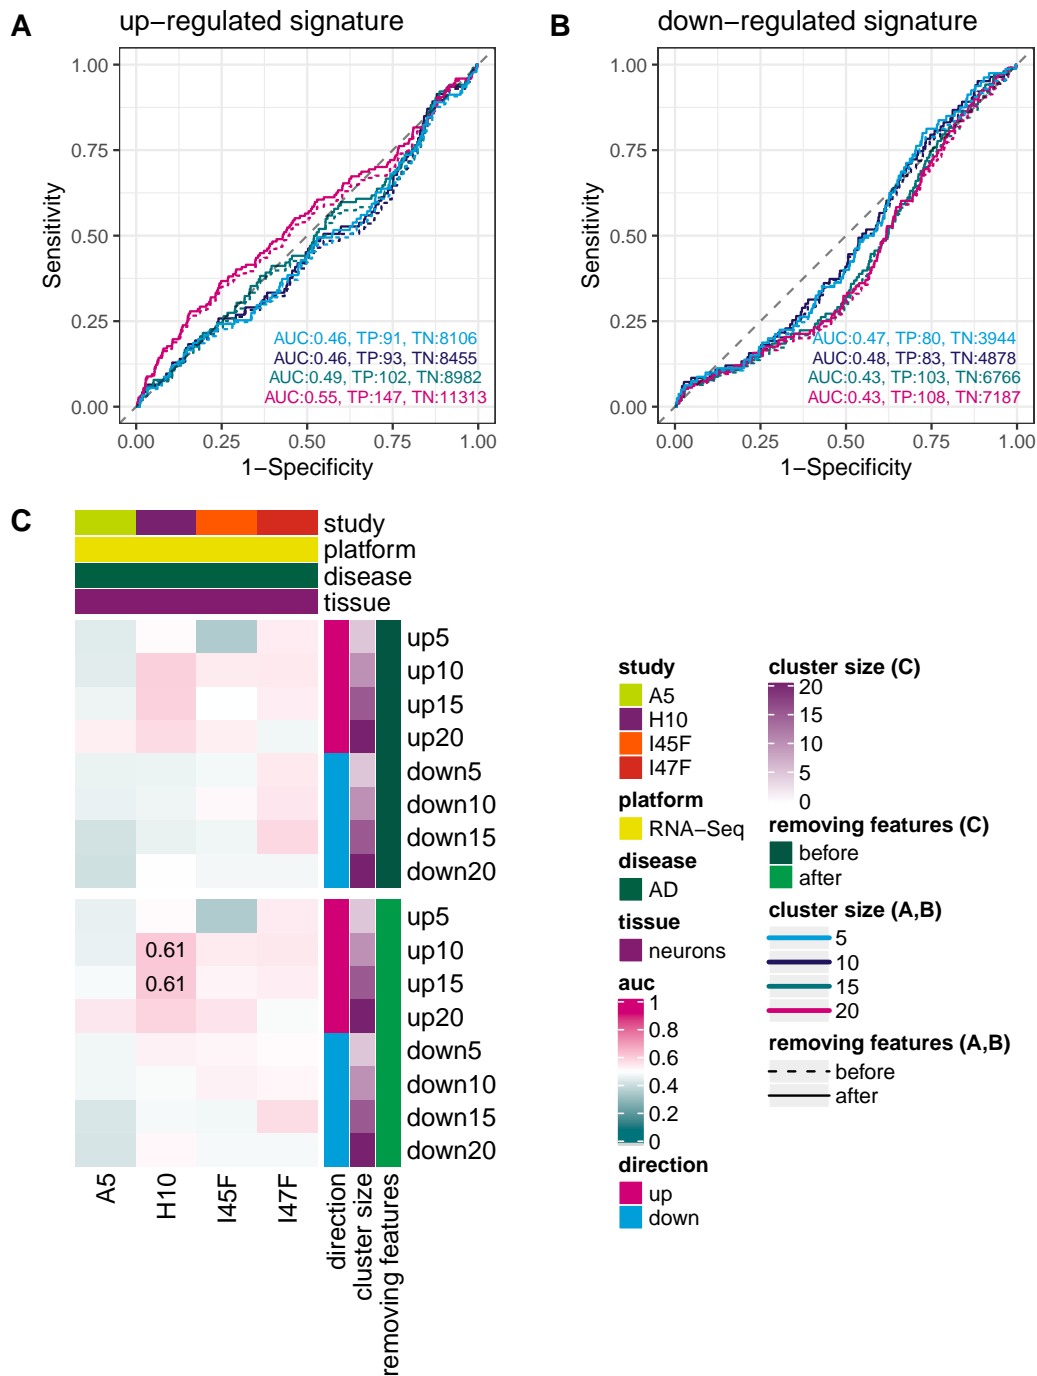 A
up−regulated signature
1.00
0.75
0.50
0.25
0.00
Sensitivity
AUC:0.46, TP:91, TN:8106
AUC:0.46, TP:93, TN:8455
AUC:0.49, TP:102, TN:8982
AUC:0.55, TP:147, TN:11313
0.00 0.25 0.50 0.75 1.00
1−Specificity
B
down−regulated signature
1.00
0.75
0.50
0.25
0.00
Sensitivity
AUC:0.47, TP:80, TN:3944
AUC:0.48, TP:83, TN:4878
AUC:0.43, TP:103, TN:6766
AUC:0.43, TP:108, TN:7187
0.00 0.25 0.50 0.75 1.00
1−Specificity
C
study
platform
disease
tissue
up5
up10
up15
up20
down5
down10
down15
down20
up5
0.61 up10
0.61 up15
up20
down5
down10
down15
down20
A5
H10
I45F
I47F
direction
cluster size
removing features
study
A5
H10
I45F
I47F
platform
RNA−Seq
disease
AD
tissue
neurons
auc
1
0.8
0.6
0.4
0.2
0
direction
up
down
cluster size (C)
20
15
10
5
0
removing features (C)
before
after
cluster size (A,B)
5
10
15
20
removing features (A,B)
before
after